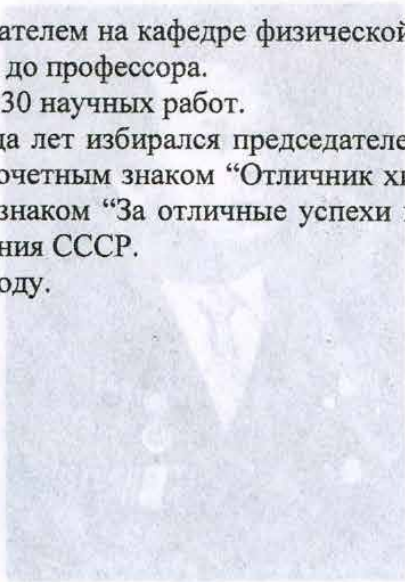 ателем на кафедре физической
до профессора.
30 научных работ.
да лет избирался председателе
очетным знаком “Отличник хи
знаком “За отличные успехи
ния СССР.
оду.